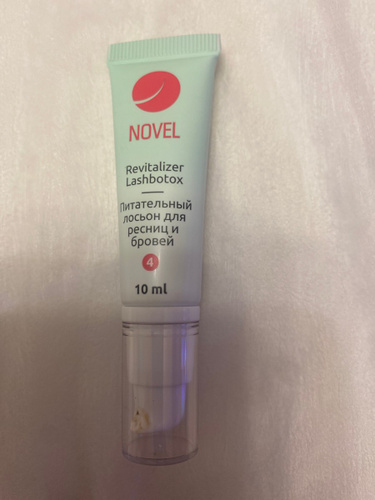 NOVEL
Revitalizer
Lashbotox
Питательный
лосьон для
ресниц и
бровей
4
10 ml